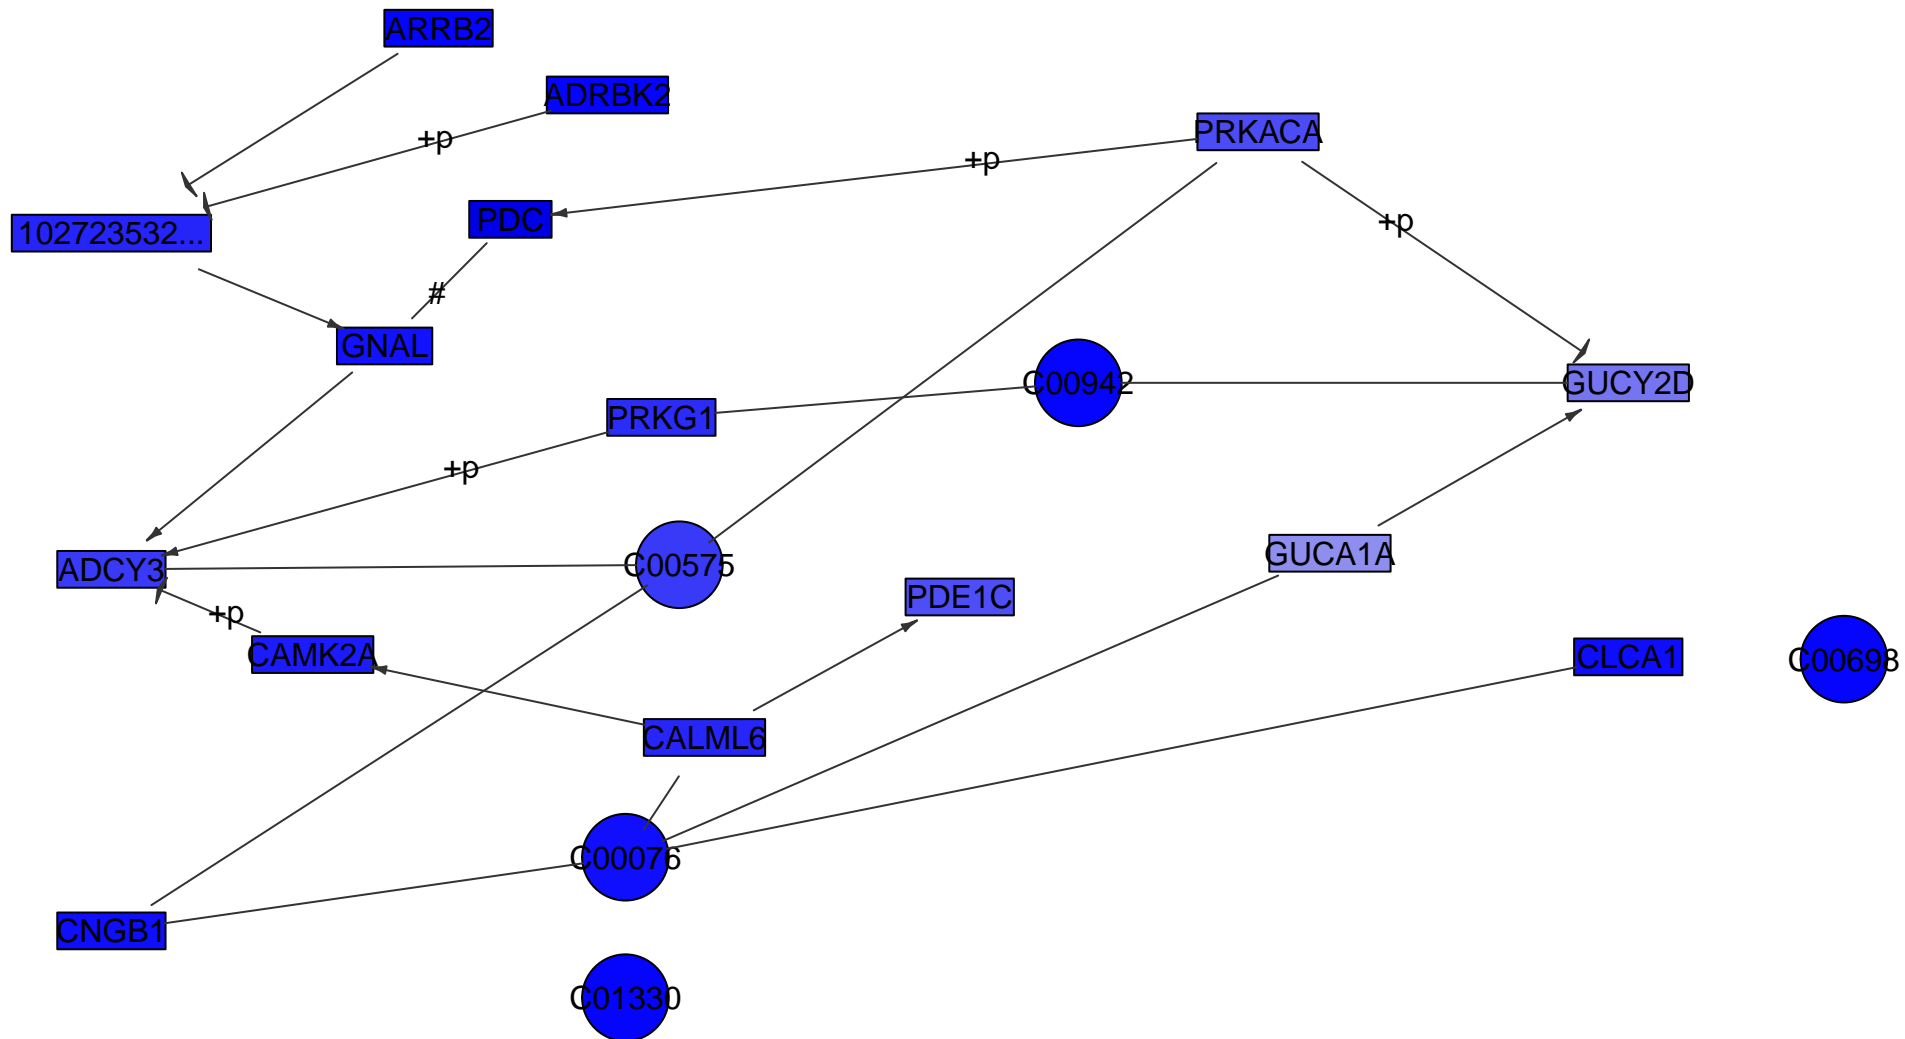 ARRB2
ADRBK2
+p
PRKACA
+p
102723532...
PDC
+p
#
GNAL
C00942
GUCY2D
PRKG1
+p
ADCY3
C00575
GUCA1A
PDE1C
+p
CAMK2A
CLCA1
C00698
CALML6
C00076
CNGB1
C01330